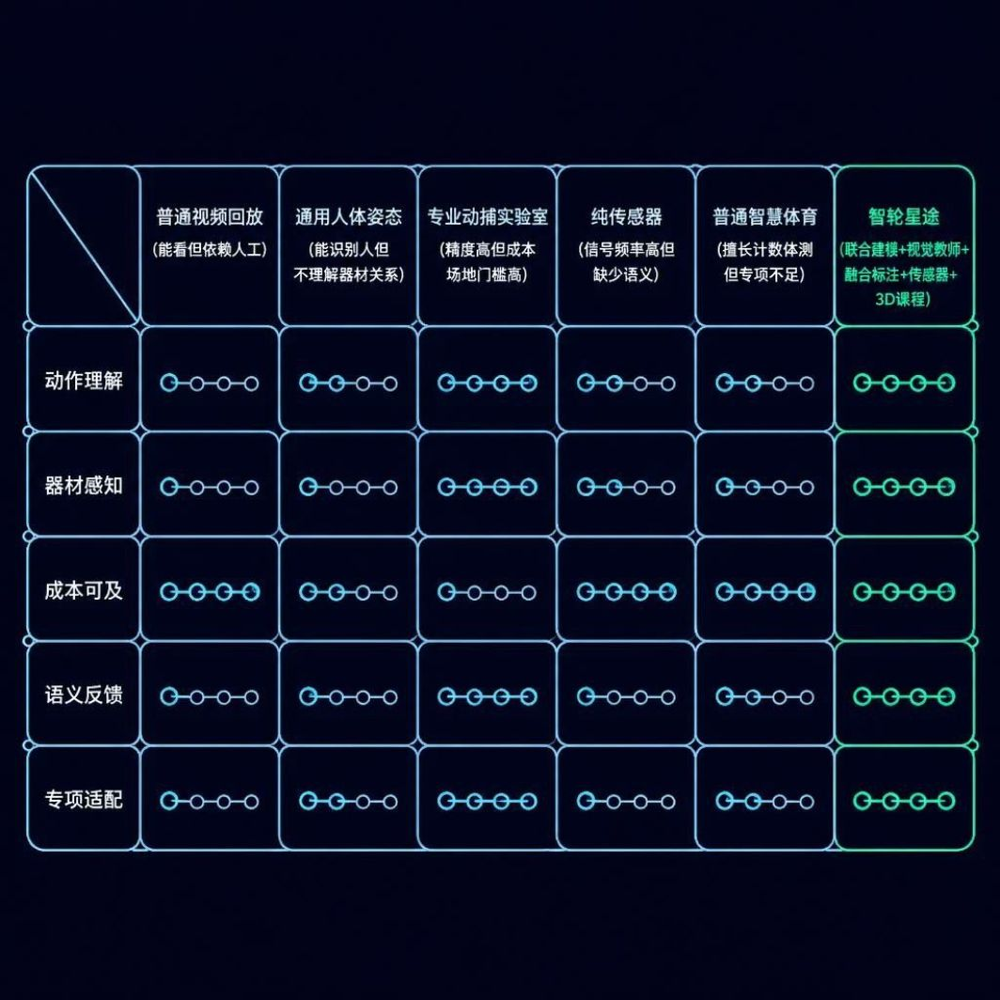 普通视频回放
(能看但依赖人工)
通用人体姿态
(能识别人但
不理解器材关系)
专业动捕实验室
(精度高但成本
场地门槛高)
纯传感器
(信号频率高但
缺少语义)
普通智慧体育
(擅长计数体测
但专项不足)
智轮星途
(联合建模+视觉教师+
融合标注+传感器+
3D课程)
动作理解
器材感知
成本可及
语义反馈
专项适配